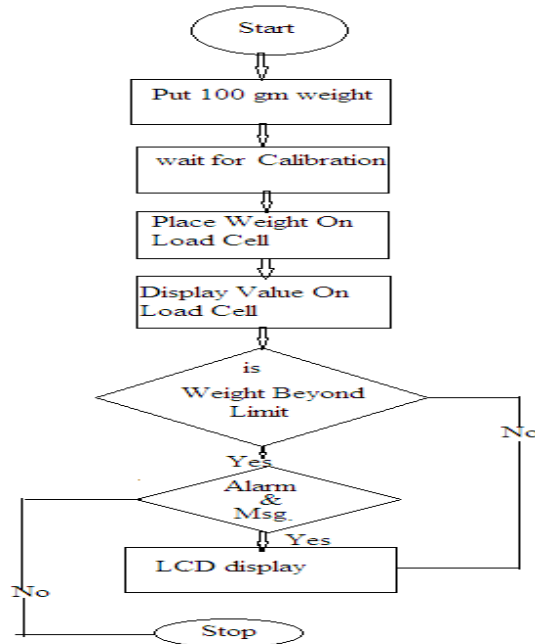 Start
Put 100 gm weight
wait for Calibration
Place Weight On
Load Cell
Display Value On
Load Cell
is
Weight Beyond
Limit
No
Yes
Alarm
&
Msg.
Yes
LCD display
No
Stop